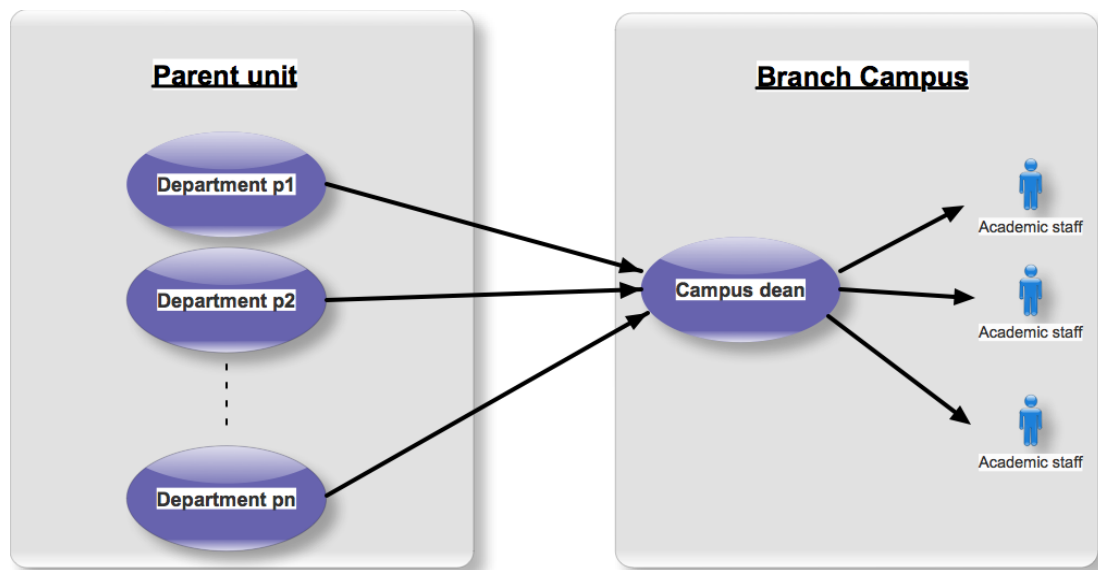 Parent unit
Department p1
Department p2
Department pn
Branch Campus
Campus dean
Academic staff
Academic staff
Academic staff